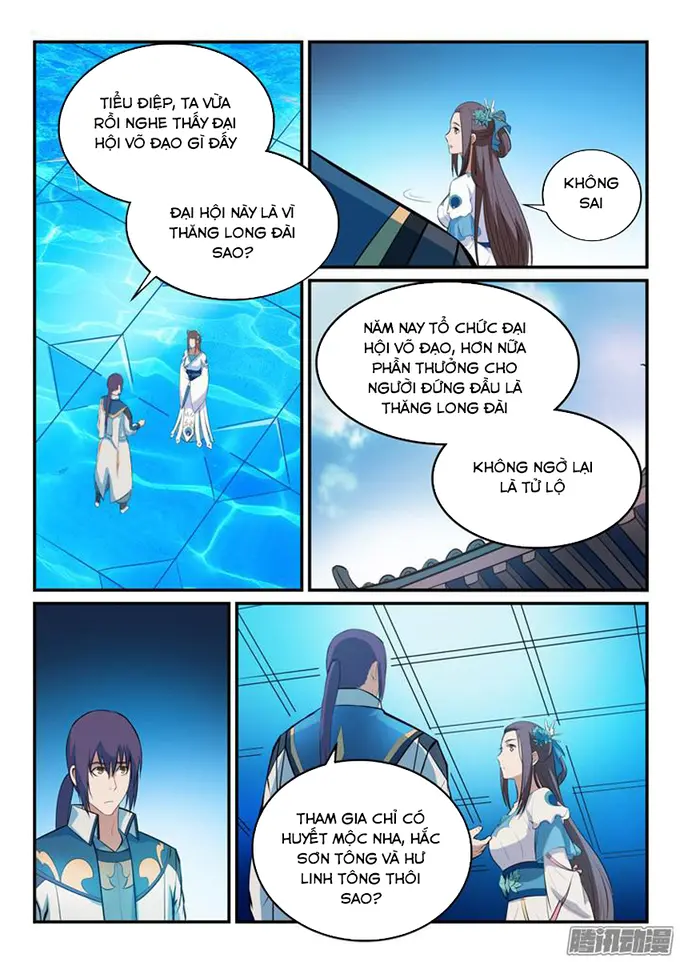 TIỂU ĐIỆP, TA VỪA
RỒI NGHE THẤY ĐẠI
HỘI VÕ ĐẠO GÌ ĐẤY
ĐẠI HỘI NÀY LÀ VÌ
THĂNG LONG ĐÀI
SAO?
KHÔNG
SAI
NĂM NAY TỔ CHỨC ĐẠI
HỘI VÕ ĐẠO, HƠN NỮA
PHẦN THƯỞNG CHO
NGƯỜI ĐỨNG ĐẦU LÀ
THĂNG LONG ĐÀI
KHÔNG NGỜ LẠI
LÀ TỬ LỘ
THAM GIA CHỈ CÓ
HUYẾT MỘC NHA, HẮC
SƠN TÔNG VÀ HƯ
LINH TÔNG THÔI
SAO?
腾讯动漫